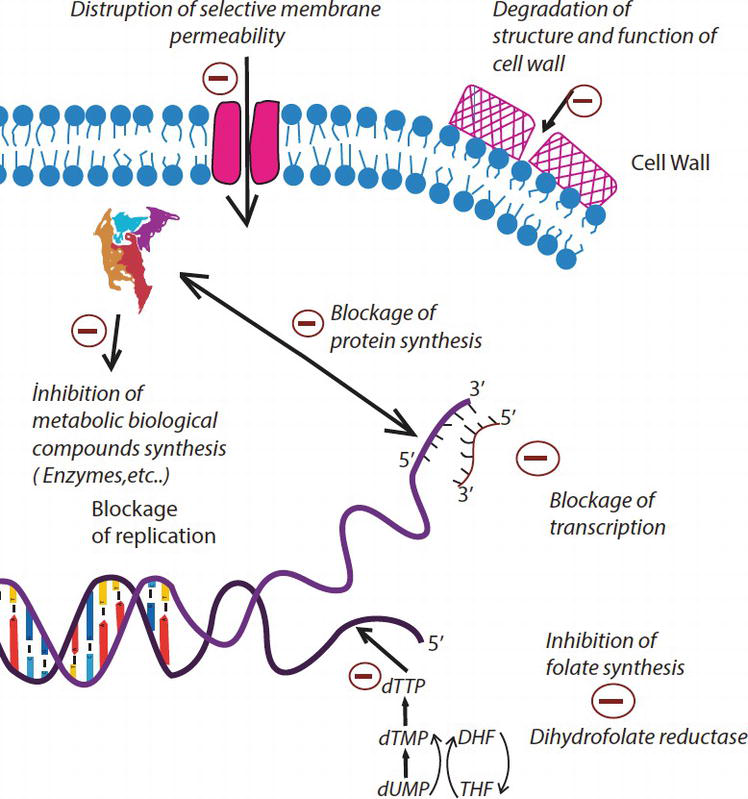 Distruption of selective membrane
permeability
Degradation of
structure and function of
cell wall
Cell Wall
Blockage of
protein synthesis
İnhibition of
metabolic biological
compounds synthesis
( Enzymes,etc..)
3’
5’
5’
3’
Blockage of
transcription
Blockage
of replication
5’
Inhibition of
folate synthesis
dTTP
dTMP
DHF
Dihydrofolate reductase
dUMP
THF